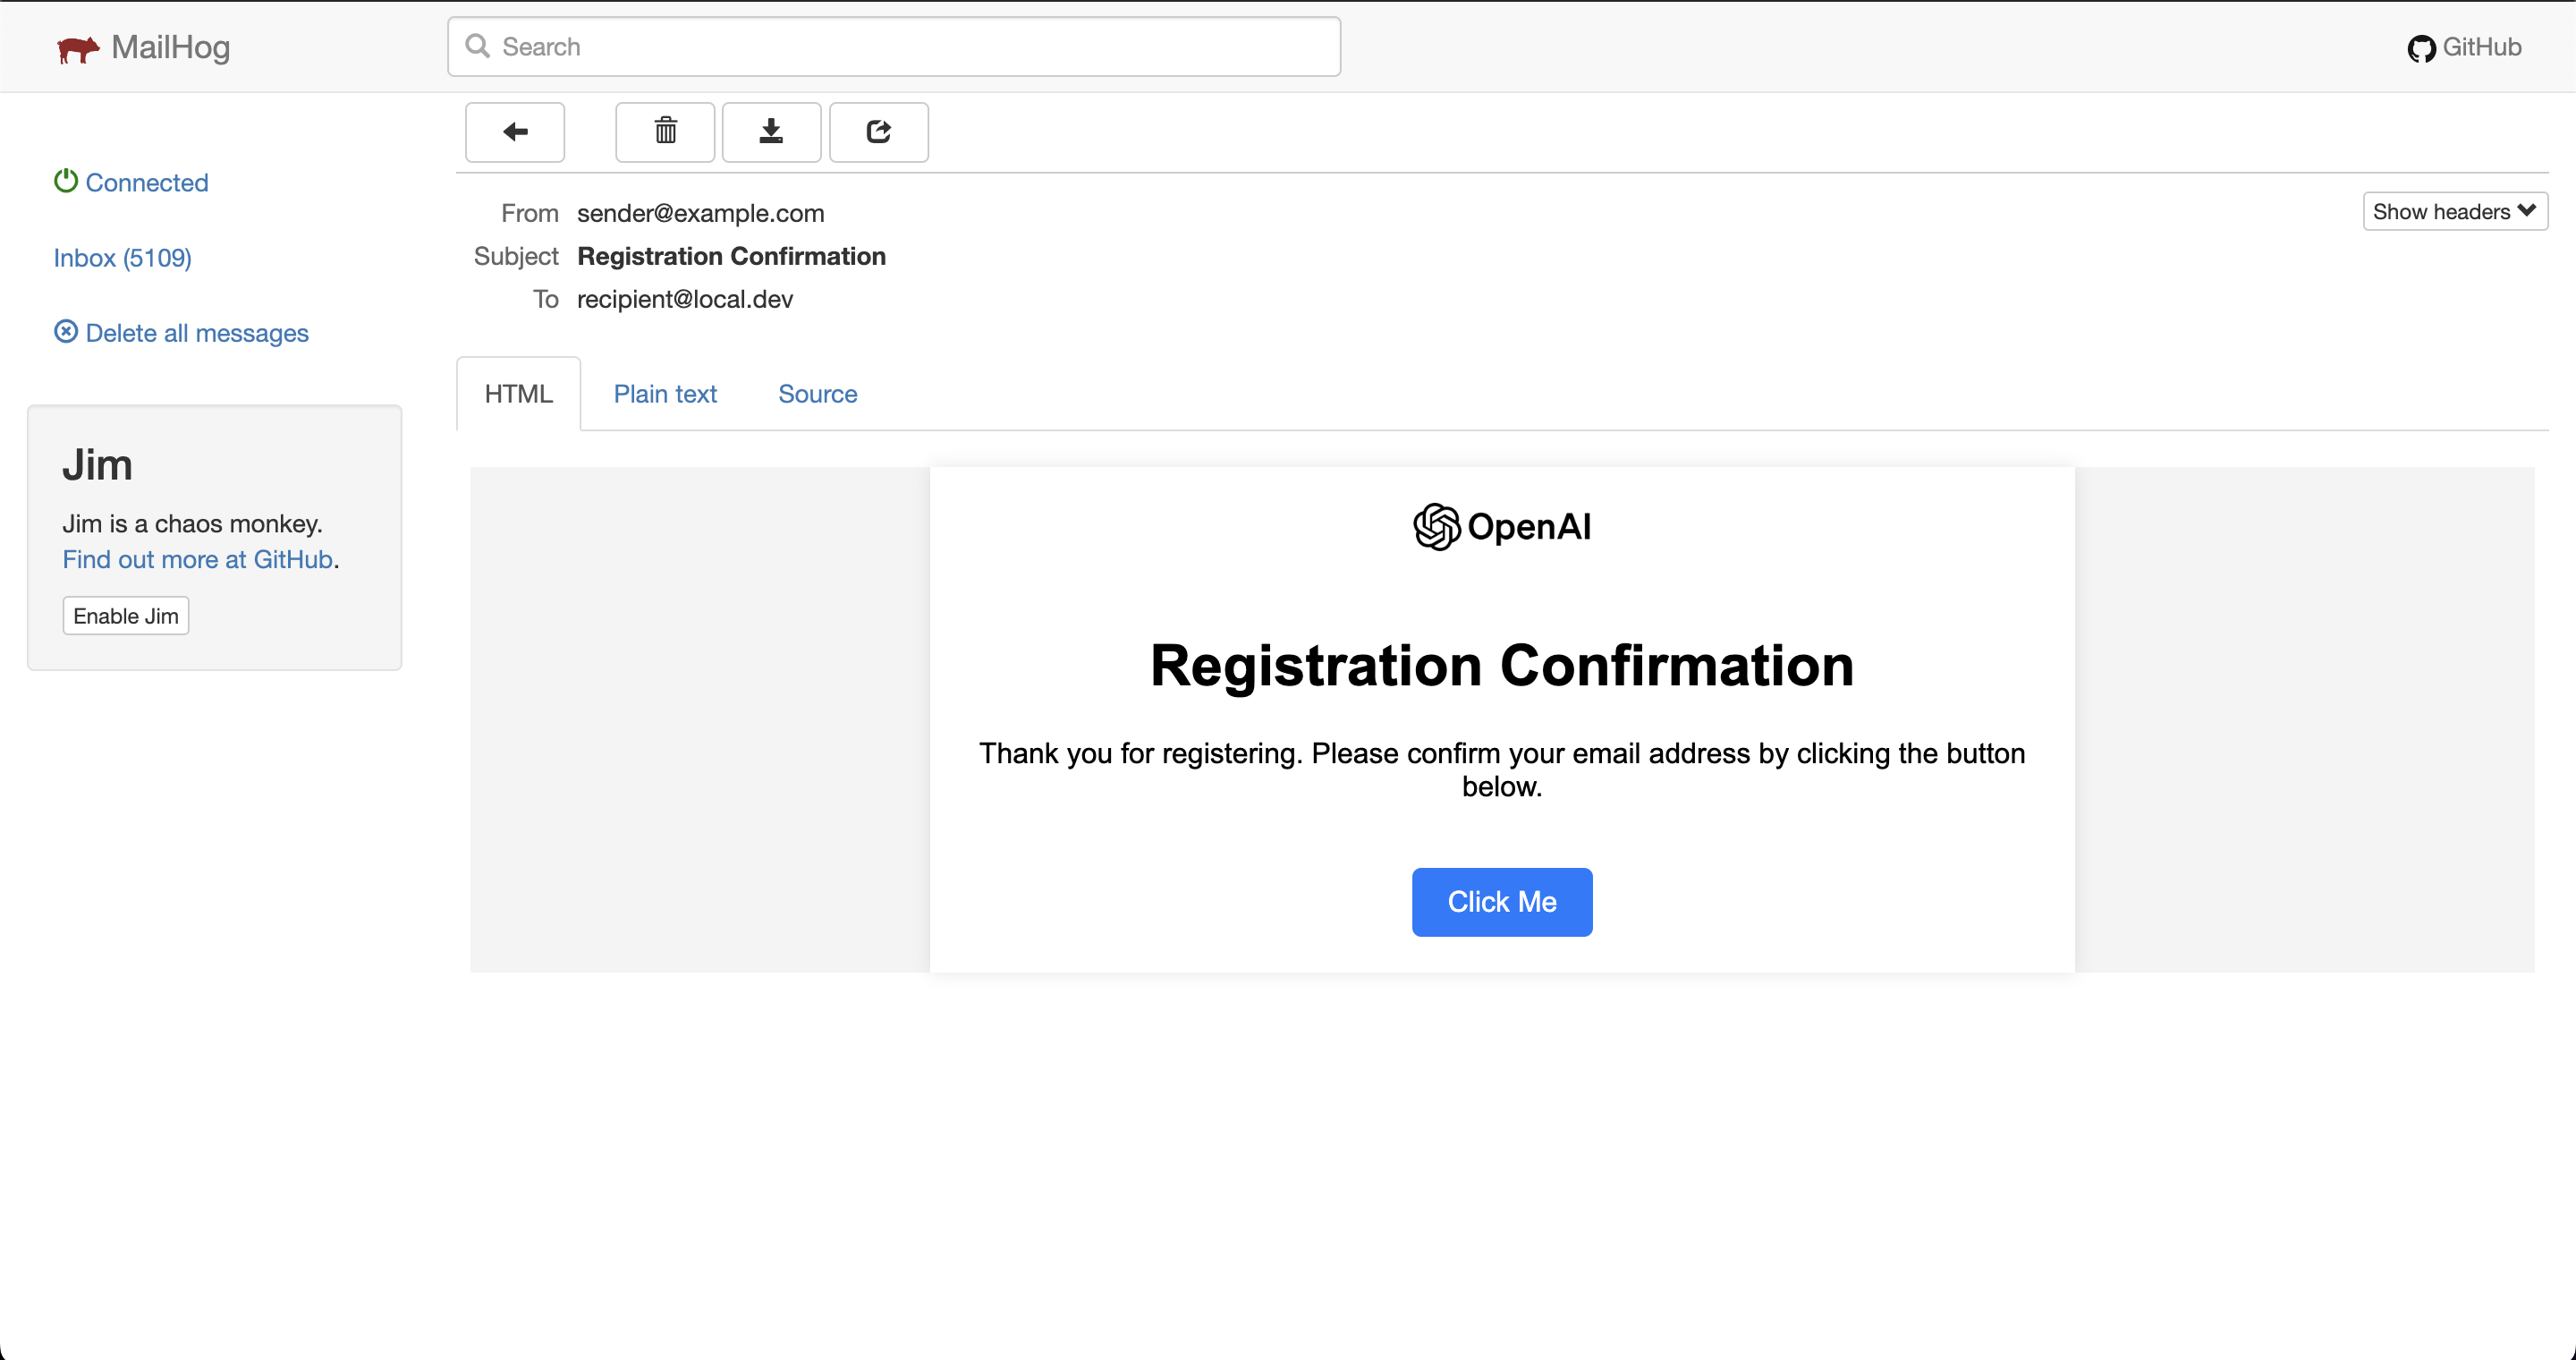 MailHog
Search
GitHub
Connected
Inbox (5109)
Delete all messages
Jim
Jim is a chaos monkey.
Find out more at GitHub.
Enable Jim
From sender@example.com
Show headers
Subject Registration Confirmation
To recipient@local.dev
HTML Plain text Source
OpenAI
Registration Confirmation
Thank you for registering. Please confirm your email address by clicking the button
below.
Click Me